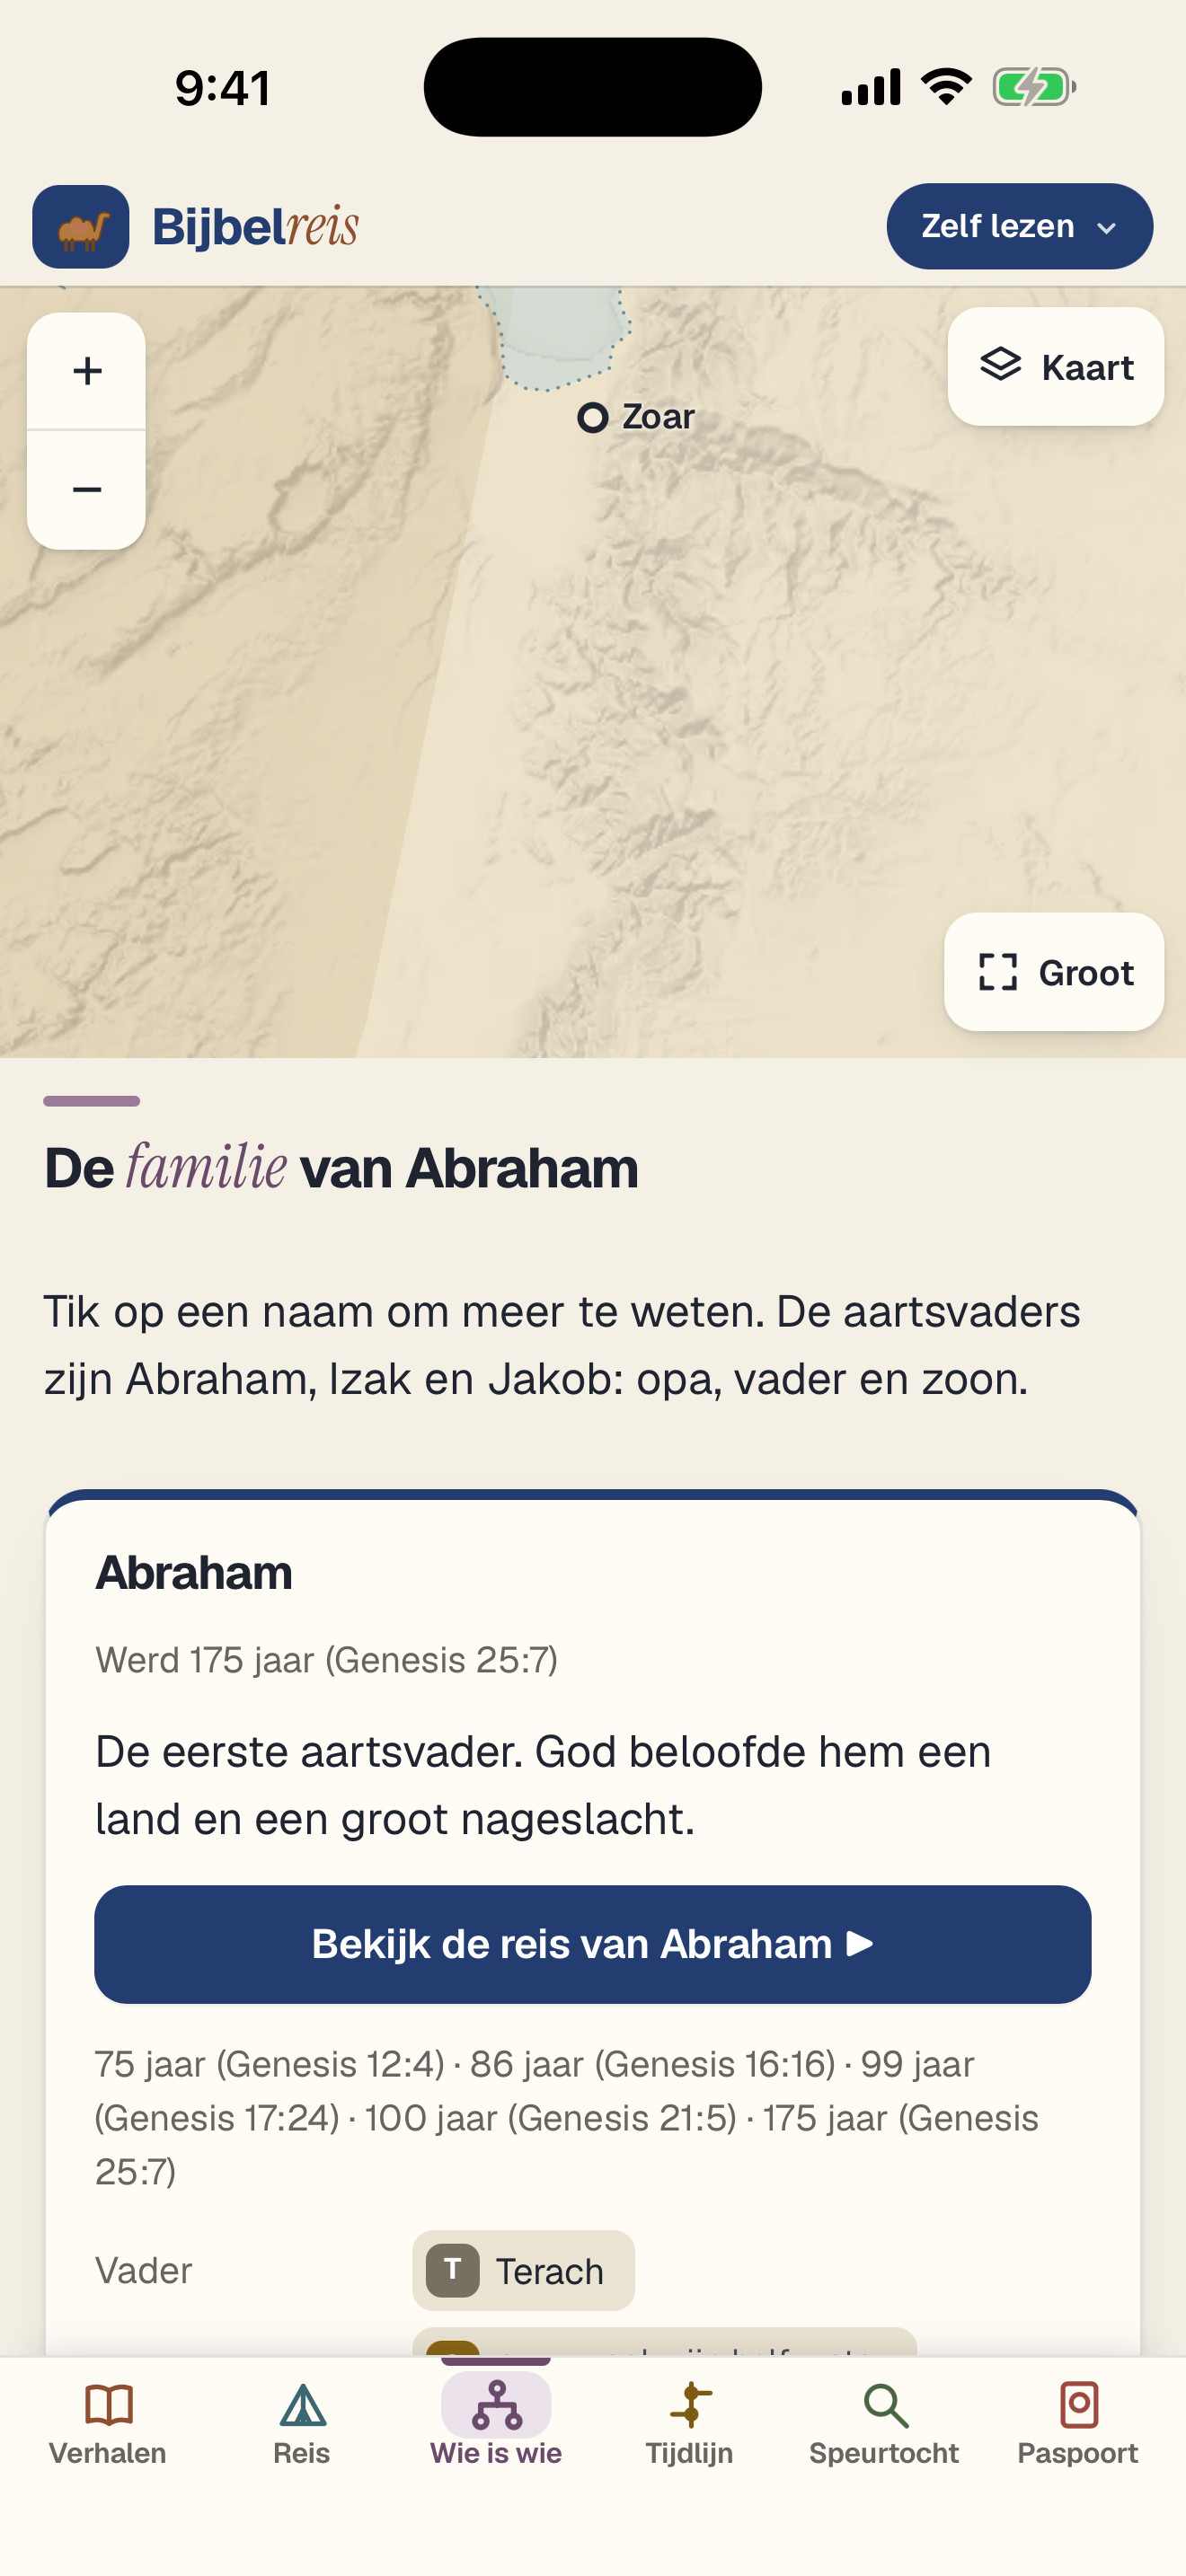 9:41
Bijbelreis
Zelf lezen
+
Kaart
Zoar
−
Groot
De familie van Abraham
Tik op een naam om meer te weten. De aartsvaders
zijn Abraham, Izak en Jakob: opa, vader en zoon.
Abraham
Werd 175 jaar (Genesis 25:7)
De eerste aartsvader. God beloofde hem een
land en een groot nageslacht.
Bekijk de reis van Abraham ▶
75 jaar (Genesis 12:4) · 86 jaar (Genesis 16:16) · 99 jaar
(Genesis 17:24) · 100 jaar (Genesis 21:5) · 175 jaar (Genesis
25:7)
Vader
T Terach
Verhalen
Reis
Wie is wie
Tijdlijn
Speurtocht
Paspoort